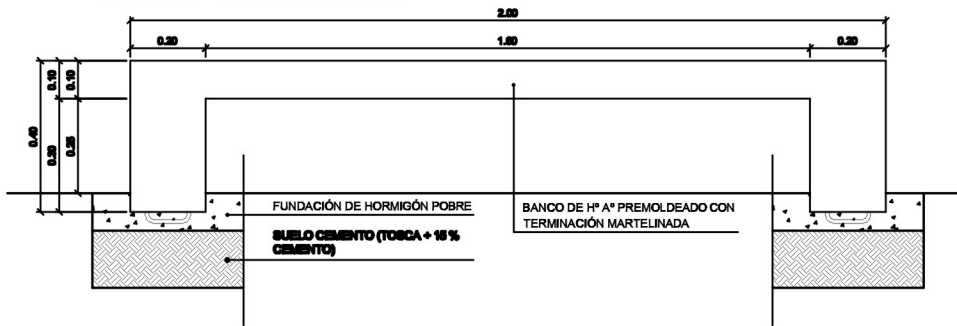 2.00
0.20
1.60
0.20
0.10
0.10
0.40
0.30
0.25
FUNDACIÓN DE HORMIGÓN POBRE
SUELO CEMENTO (TOSCA + 15 %
CEMENTO)
BANCO DE Hº Aº PREMOLDEADO CON
TERMINACIÓN MARTELINADA